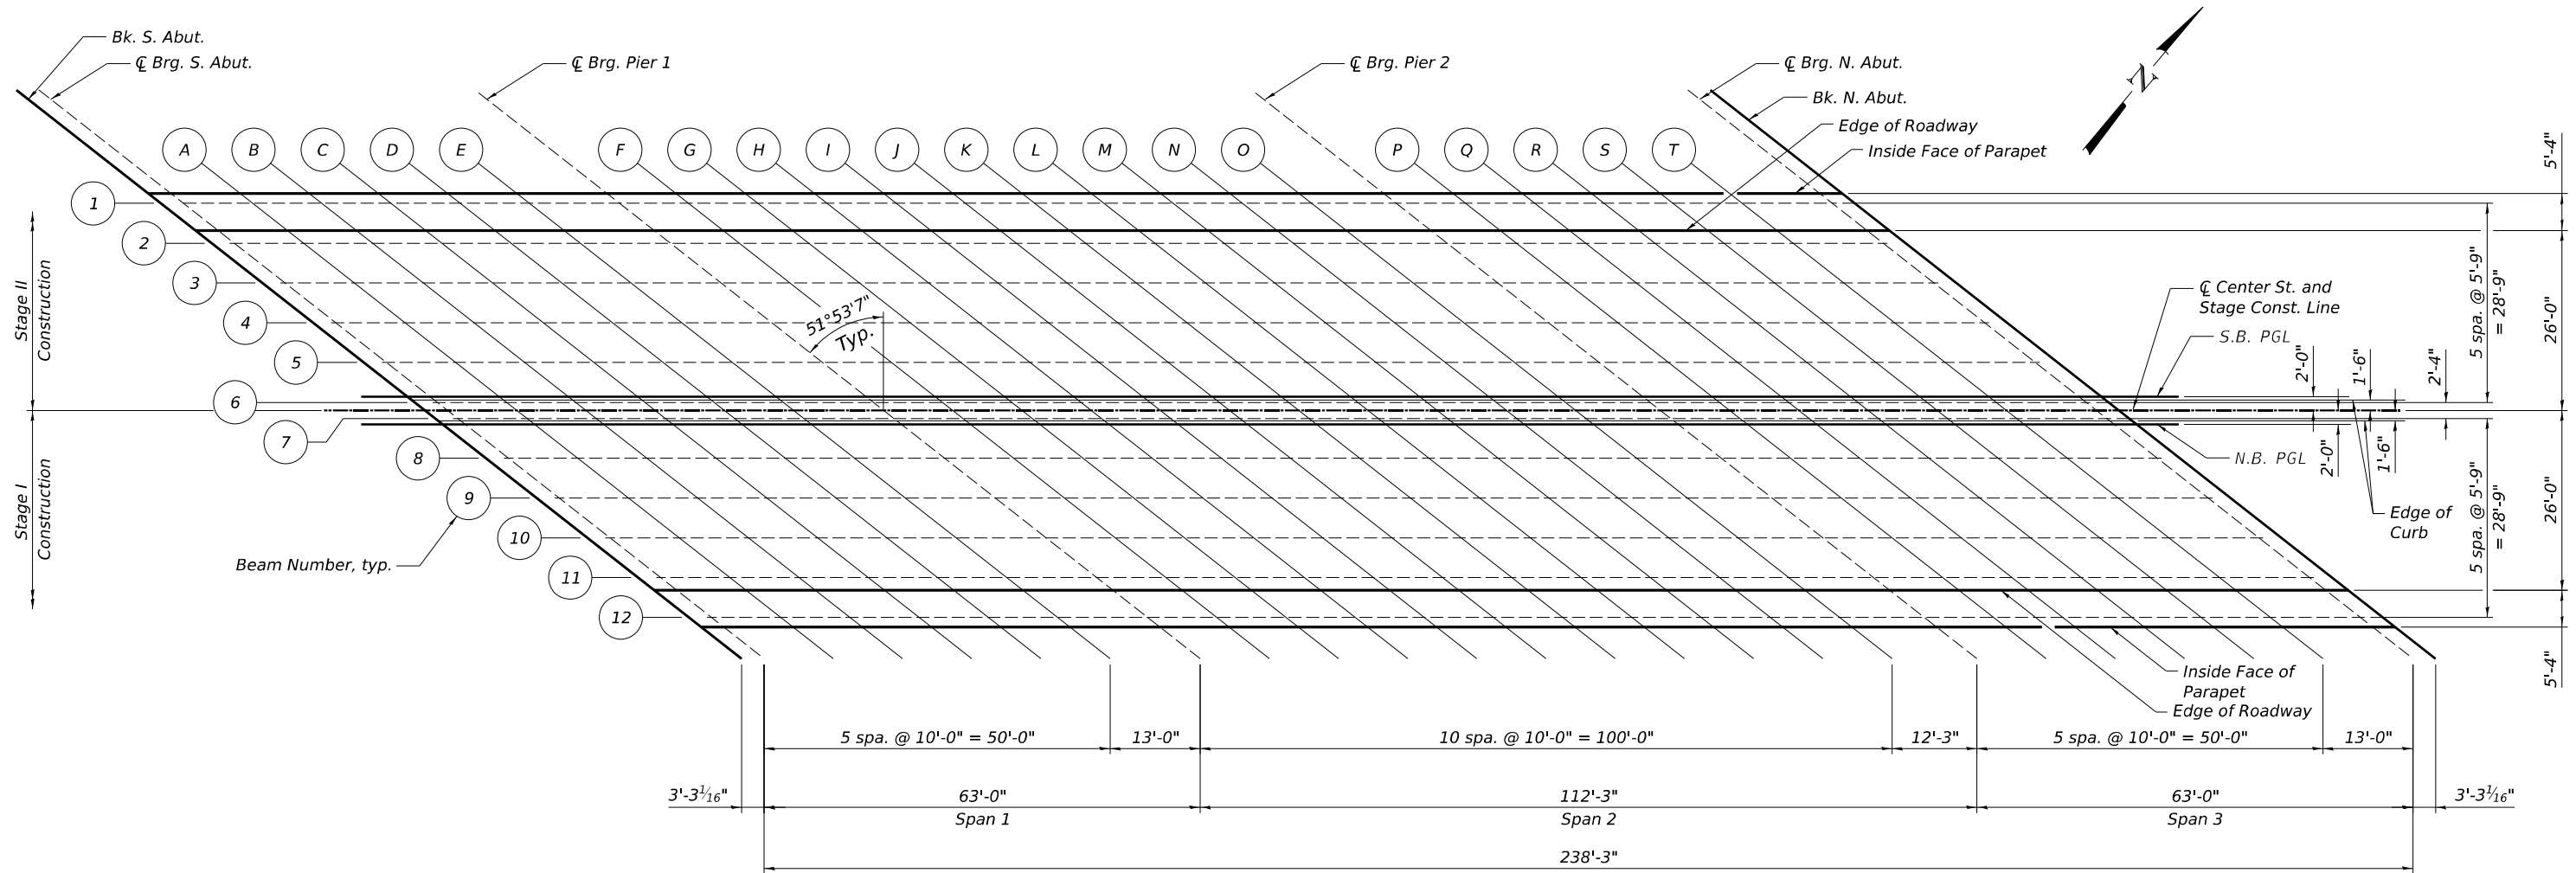 Bk. S. Abut.
℄ Brg. S. Abut.
℄ Brg. Pier 1
℄ Brg. Pier 2
℄ Brg. N. Abut.
Bk. N. Abut.
Edge of Roadway
Inside Face of Parapet
N
A B C D E F G H I J K L M N O P Q R S T
1
2
3
4
5
6
7
8
9
10
11
12
Stage II
Construction
Stage I
Construction
Beam Number, typ.
51°53'7"
Typ.
℄ Center St. and
Stage Const. Line
S.B. PGL
N.B. PGL
Edge of
Curb
2'-0"
1'-6"
2'-4"
2'-0"
1'-6"
5 spa. @ 5'-9"
= 28'-9"
5 spa. @ 5'-9"
= 28'-9"
5'-4"
26'-0"
26'-0"
5'-4"
Inside Face of
Parapet
Edge of Roadway
5 spa. @ 10'-0" = 50'-0"
13'-0"
10 spa. @ 10'-0" = 100'-0"
12'-3"
5 spa. @ 10'-0" = 50'-0"
13'-0"
3'-3 1/16"
63'-0"
Span 1
112'-3"
Span 2
63'-0"
Span 3
3'-3 1/16"
238'-3"